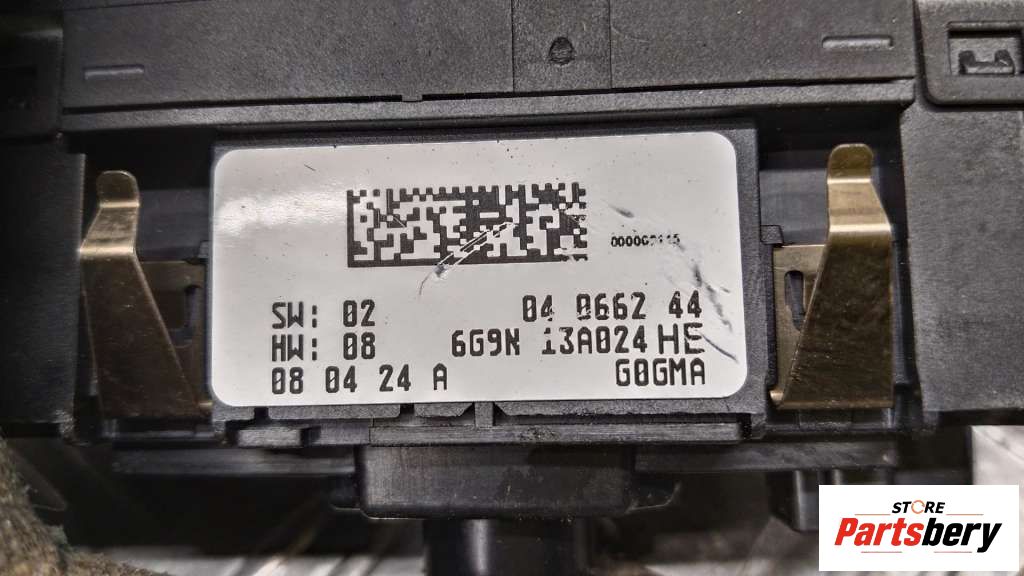 SW: 02 04 0662 44
HW: 08 6G9N 13A024 HE
08 04 24 A G0GMA
STORE
Partsbery